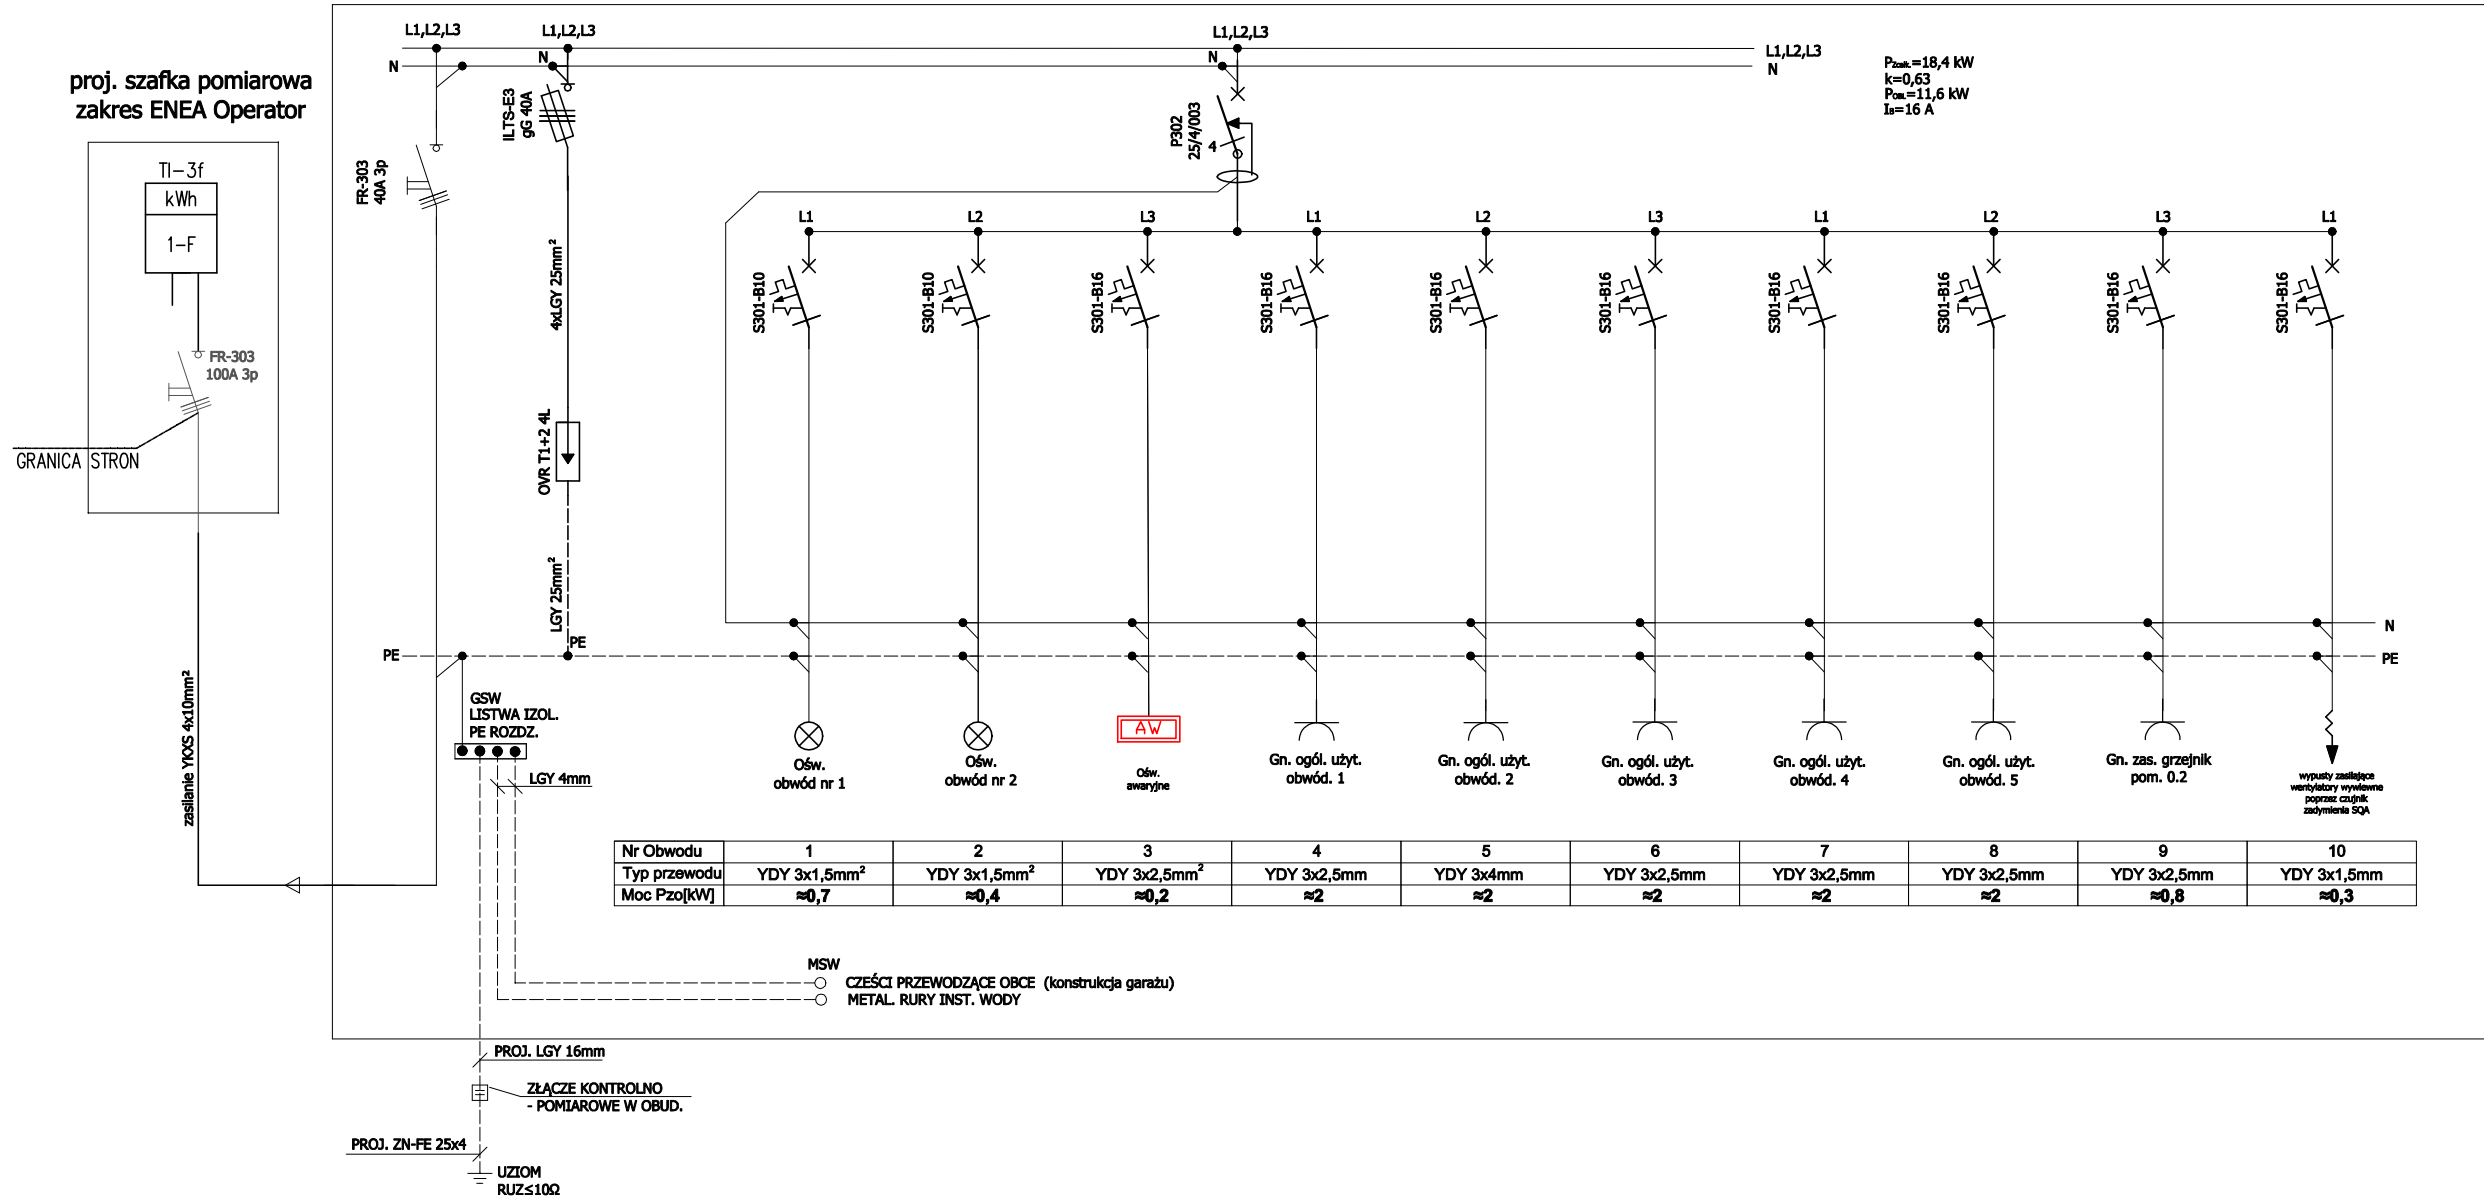 proj. szafka pomiarowa
zakres ENEA Operator
TI-3f
kWh
1-F
FR-303
100A 3p
GRANICA STRON
zasilanie YKXS 4x10mm²
L1,L2,L3
N
FR-303
40A 3p
L1,L2,L3
N
ILTS-E3
gG 40A
4xLGY 25mm²
OVR T1+2 4L
LGY 25mm²
PE
PE
L1,L2,L3
N
P302
25/4/003
4
L1,L2,L3
N
PZcałk.=18,4 kW
k=0,63
POBL=11,6 kW
IB=16 A
L1
L2
L3
L1
L2
L3
L1
L2
L3
L1
S301-B10
S301-B10
S301-B16
S301-B16
S301-B16
S301-B16
S301-B16
S301-B16
S301-B16
S301-B16
N
PE
GSW
LISTWA IZOL.
PE ROZDZ.
LGY 4mm
Ośw.
obwód nr 1
Ośw.
obwód nr 2
AW
Ośw.
awaryjne
Gn. ogól. użyt.
obwód. 1
Gn. ogól. użyt.
obwód. 2
Gn. ogól. użyt.
obwód. 3
Gn. ogól. użyt.
obwód. 4
Gn. ogól. użyt.
obwód. 5
Gn. zas. grzejnik
pom. 0.2
wypusty zasilające
wentylatory wywiewne
poprzez czujnik
zadymienia SQA
Nr Obwodu 1 2 3 4 5 6 7 8 9 10
Typ przewodu YDY 3x1,5mm² YDY 3x1,5mm² YDY 3x2,5mm² YDY 3x2,5mm YDY 3x4mm YDY 3x2,5mm YDY 3x2,5mm YDY 3x2,5mm YDY 3x2,5mm YDY 3x1,5mm
Moc Pzo[kW] ≈0,7 ≈0,4 ≈0,2 ≈2 ≈2 ≈2 ≈2 ≈2 ≈0,8 ≈0,3
MSW
CZEŚCI PRZEWODZĄCE OBCE (konstrukcja garażu)
METAL. RURY INST. WODY
PROJ. LGY 16mm
ZŁĄCZE KONTROLNO
- POMIAROWE W OBUD.
PROJ. ZN-FE 25x4
UZIOM
RUZ≤10Ω